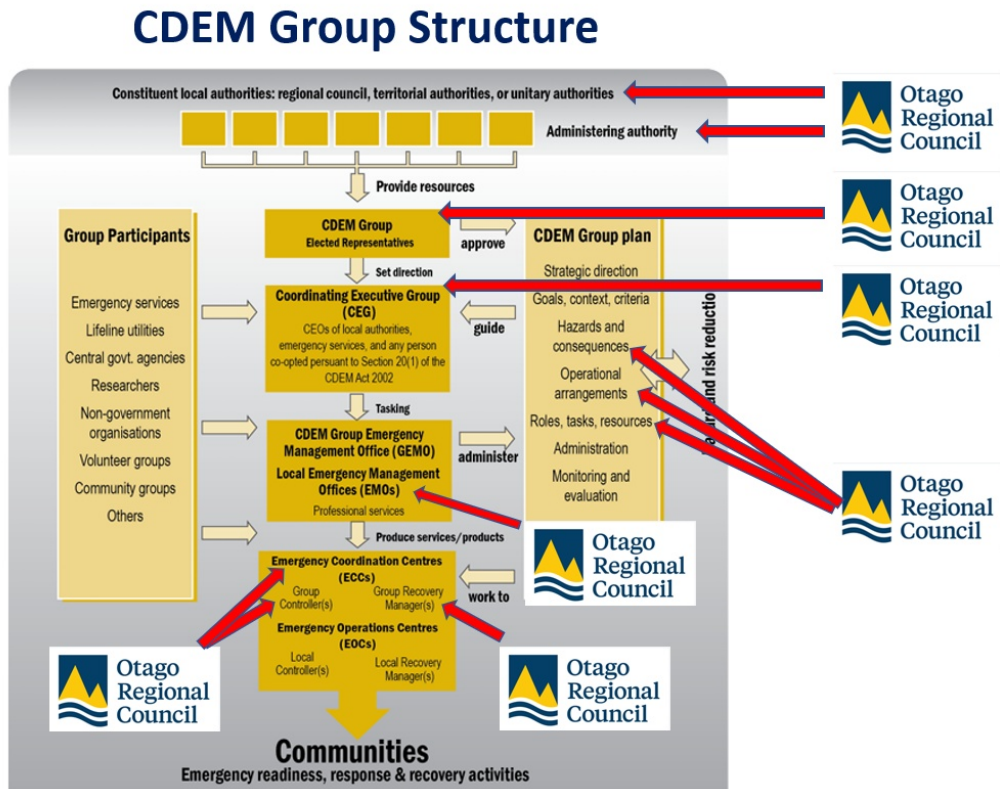 CDEM Group Structure
Constituent local authorities: regional council, territorial authorities, or unitary authorities
Administering authority
Provide resources
Group Participants
Emergency services
Lifeline utilities
Central govt. agencies
Researchers
Non-government
organisations
Volunteer groups
Community groups
Others
CDEM Group
Elected Representatives
approve
Set direction
Coordinating Executive Group
(CEG)
CEOs of local authorities,
emergency services, and any person
co-opted pursuant to Section 20(1) of the
CDEM Act 2002
guide
Tasking
CDEM Group Emergency
Management Office (GEMO)
Local Emergency Management
Offices (EMOs)
Professional services
administer
Produce services/products
Emergency Coordination Centres
(ECCs)
Group
Controller(s)
Group Recovery
Manager(s)
Emergency Operations Centres
(EOCs)
Local
Controller(s)
Local Recovery
Manager(s)
work to
CDEM Group plan
Strategic direction
Goals, context, criteria
Hazards and
consequences
Operational
arrangements
Roles, tasks, resources
Administration
Monitoring and
evaluation
and risk reduction
Communities
Emergency readiness, response & recovery activities
Otago
Regional
Council
Otago
Regional
Council
Otago
Regional
Council
Otago
Regional
Council
Otago
Regional
Council
Otago
Regional
Council
Otago
Regional
Council